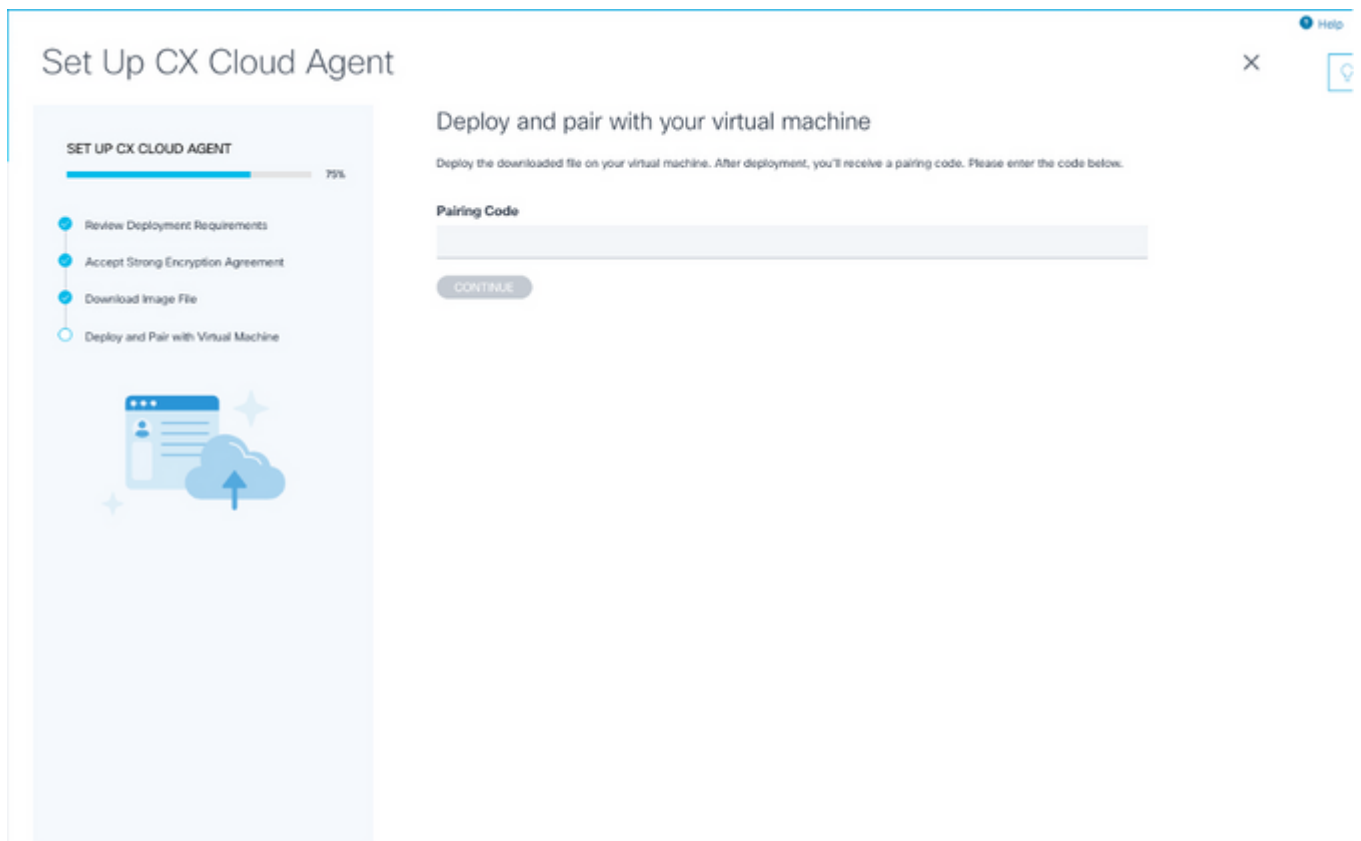 Help
Set Up CX Cloud Agent
SET UP CX CLOUD AGENT
75%
Review Deployment Requirements
Accept Strong Encryption Agreement
Download Image File
Deploy and Pair with Virtual Machine
Deploy and pair with your virtual machine
Deploy the downloaded file on your virtual machine. After deployment, you'll receive a pairing code. Please enter the code below.
Pairing Code
CONTINUE